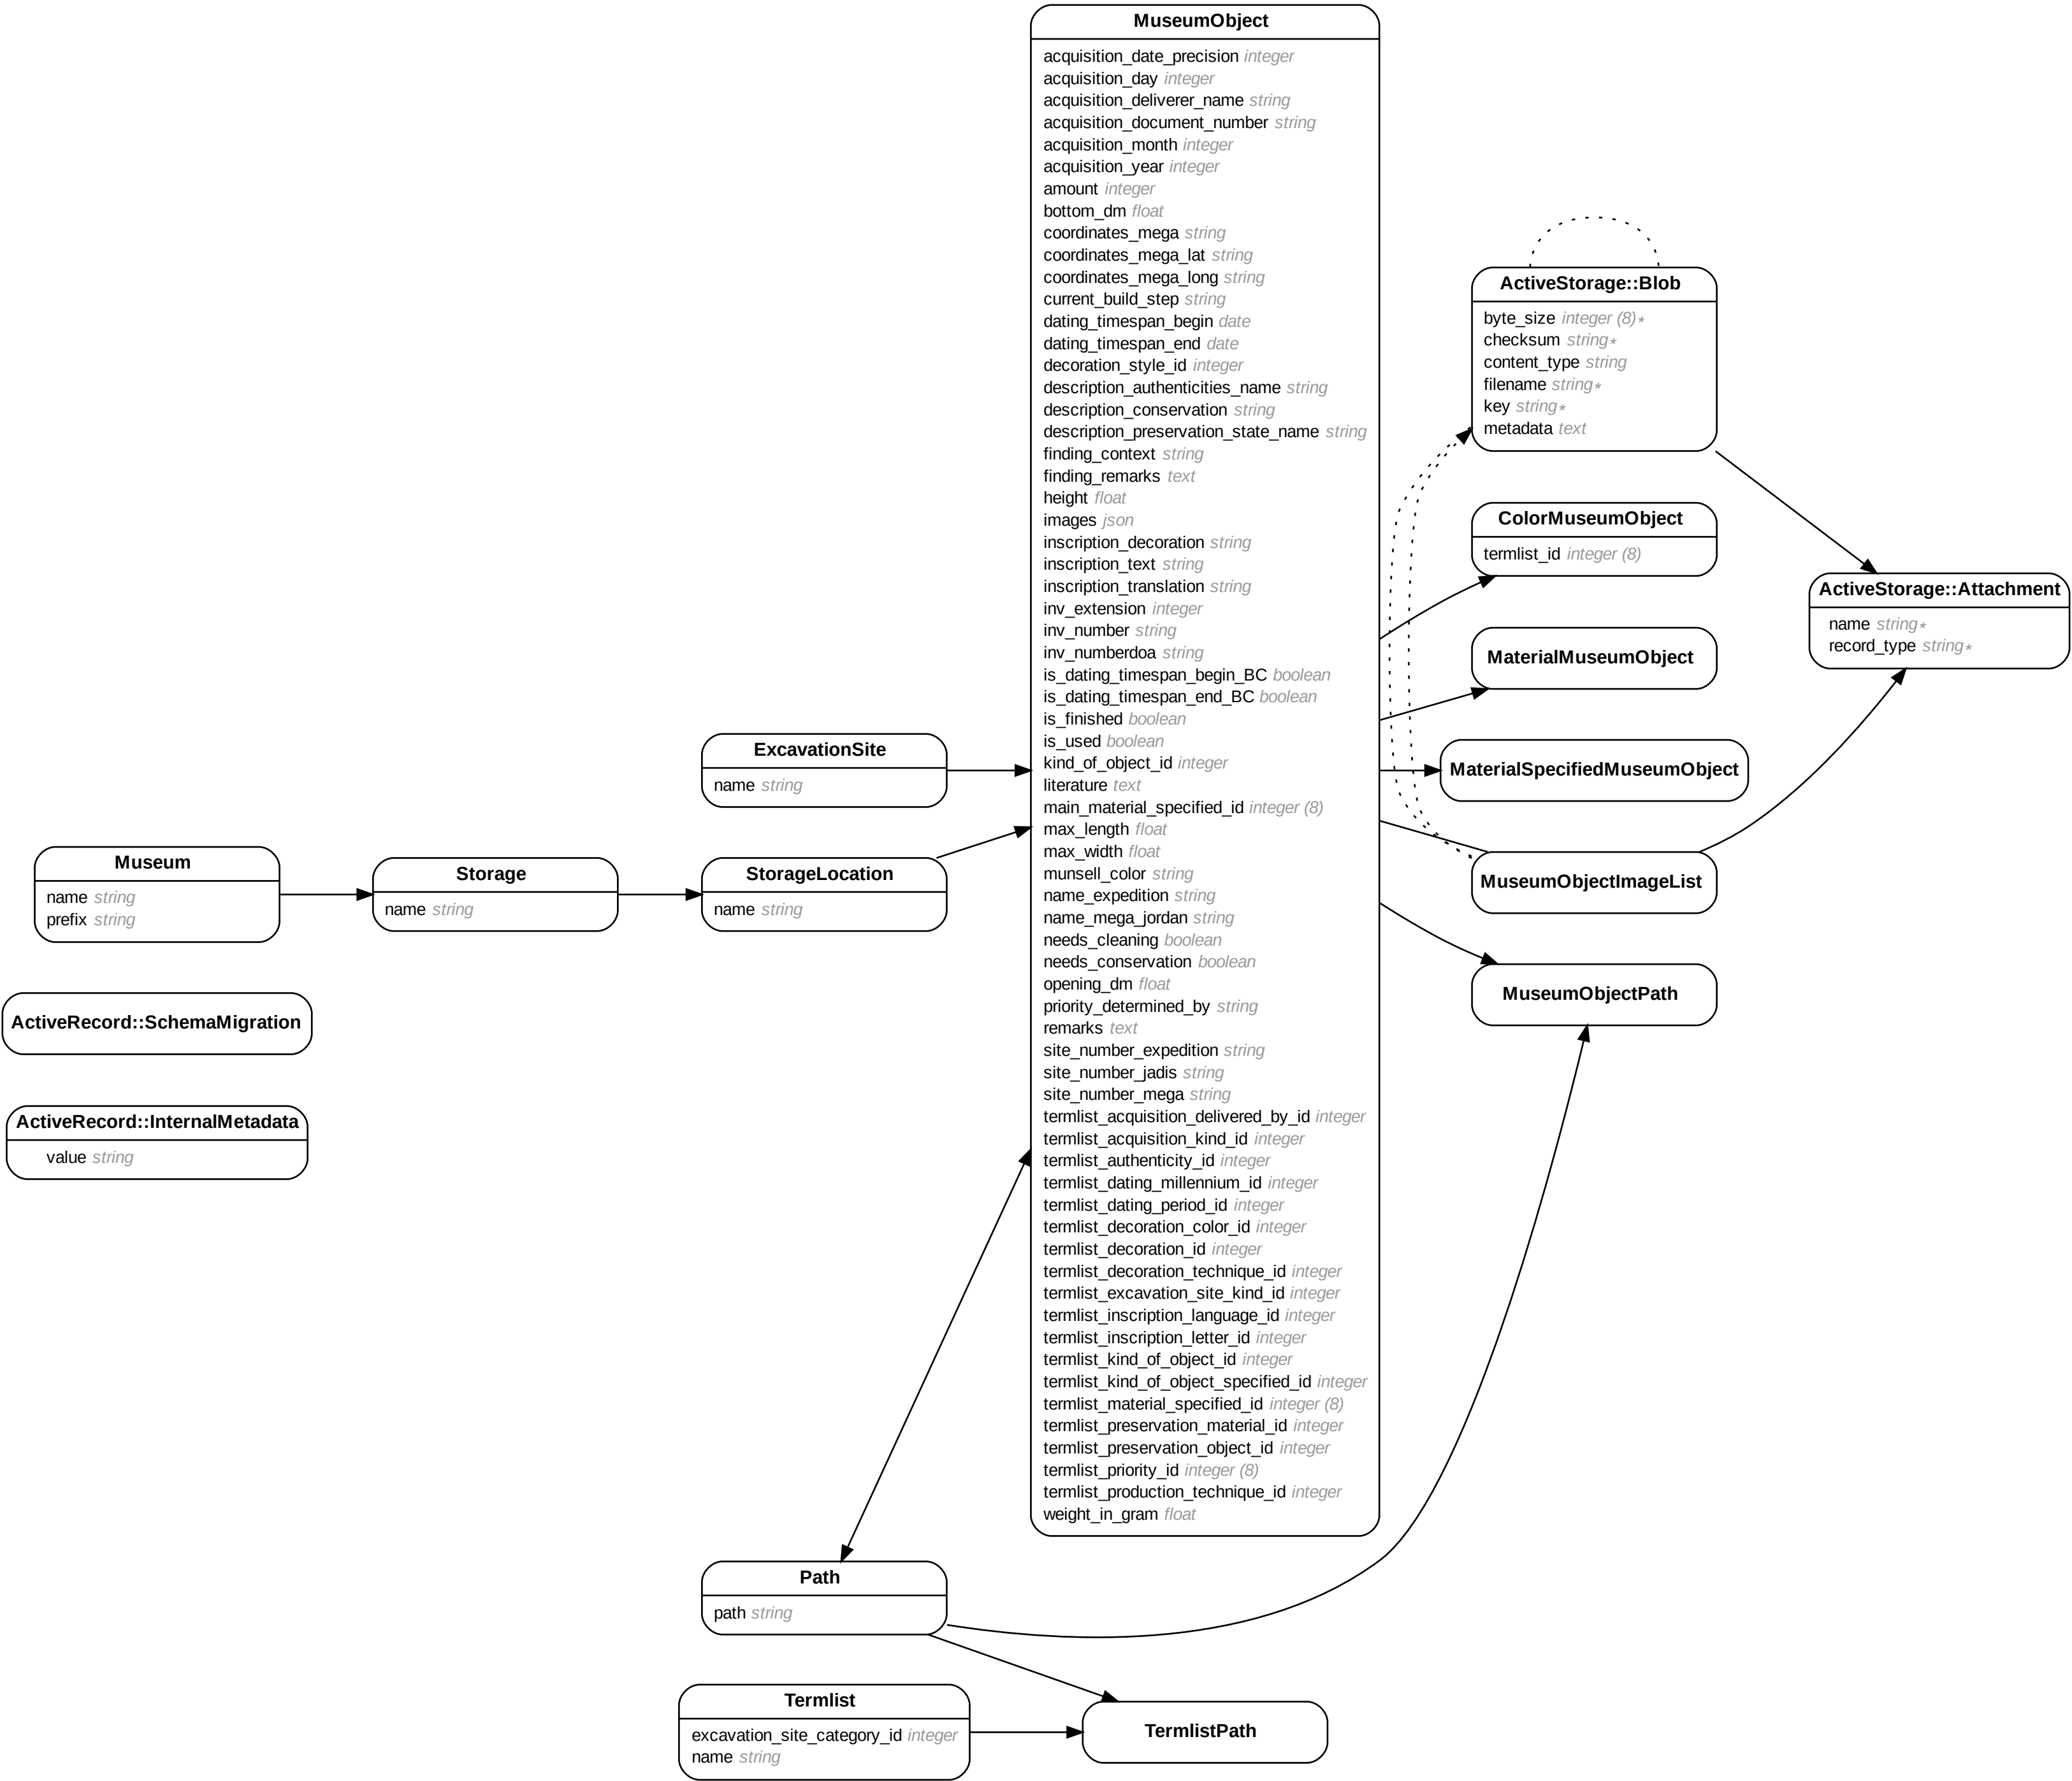 MuseumObject
acquisition_date_precision integer
acquisition_day integer
acquisition_deliverer_name string
acquisition_document_number string
acquisition_month integer
acquisition_year integer
amount integer
bottom_dm float
coordinates_mega string
coordinates_mega_lat string
coordinates_mega_long string
current_build_step string
dating_timespan_begin date
dating_timespan_end date
decoration_style_id integer
description_authenticities_name string
description_conservation string
description_preservation_state_name string
finding_context string
finding_remarks text
height float
images json
inscription_decoration string
inscription_text string
inscription_translation string
inv_extension integer
inv_number string
inv_numberdoa string
is_dating_timespan_begin_BC boolean
is_dating_timespan_end_BC boolean
is_finished boolean
is_used boolean
kind_of_object_id integer
literature text
main_material_specified_id integer (8)
max_length float
max_width float
munsell_color string
name_expedition string
name_mega_jordan string
needs_cleaning boolean
needs_conservation boolean
opening_dm float
priority_determined_by string
remarks text
site_number_expedition string
site_number_jadis string
site_number_mega string
termlist_acquisition_delivered_by_id integer
termlist_acquisition_kind_id integer
termlist_authenticity_id integer
termlist_dating_millennium_id integer
termlist_dating_period_id integer
termlist_decoration_color_id integer
termlist_decoration_id integer
termlist_decoration_technique_id integer
termlist_excavation_site_kind_id integer
termlist_inscription_language_id integer
termlist_inscription_letter_id integer
termlist_kind_of_object_id integer
termlist_kind_of_object_specified_id integer
termlist_material_specified_id integer (8)
termlist_preservation_material_id integer
termlist_preservation_object_id integer
termlist_priority_id integer (8)
termlist_production_technique_id integer
weight_in_gram float
ActiveStorage::Blob
byte_size integer (8)*
checksum string*
content_type string
filename string*
key string*
metadata text
ColorMuseumObject
termlist_id integer (8)
ActiveStorage::Attachment
name string*
record_type string*
MaterialMuseumObject
MaterialSpecifiedMuseumObject
MuseumObjectImageList
MuseumObjectPath
ExcavationSite
name string
Museum
name string
prefix string
Storage
name string
StorageLocation
name string
ActiveRecord::SchemaMigration
ActiveRecord::InternalMetadata
value string
Path
path string
Termlist
excavation_site_category_id integer
name string
TermlistPath